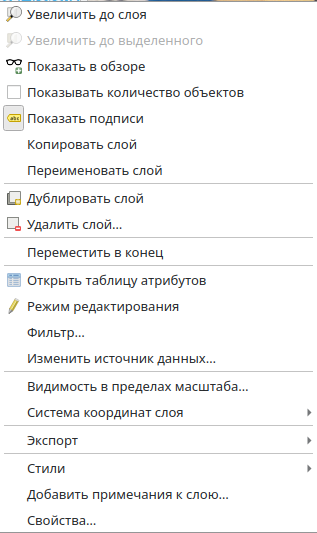 Увеличить до слоя
Увеличить до выделенного
Показать в обзоре
Показывать количество объектов
abc Показать подписи
Копировать слой
Переименовать слой
Дублировать слой
Удалить слой...
Переместить в конец
Открыть таблицу атрибутов
Режим редактирования
Фильтр...
Изменить источник данных...
Видимость в пределах масштаба...
Система координат слоя
Экспорт
Стили
Добавить примечания к слою...
Свойства...